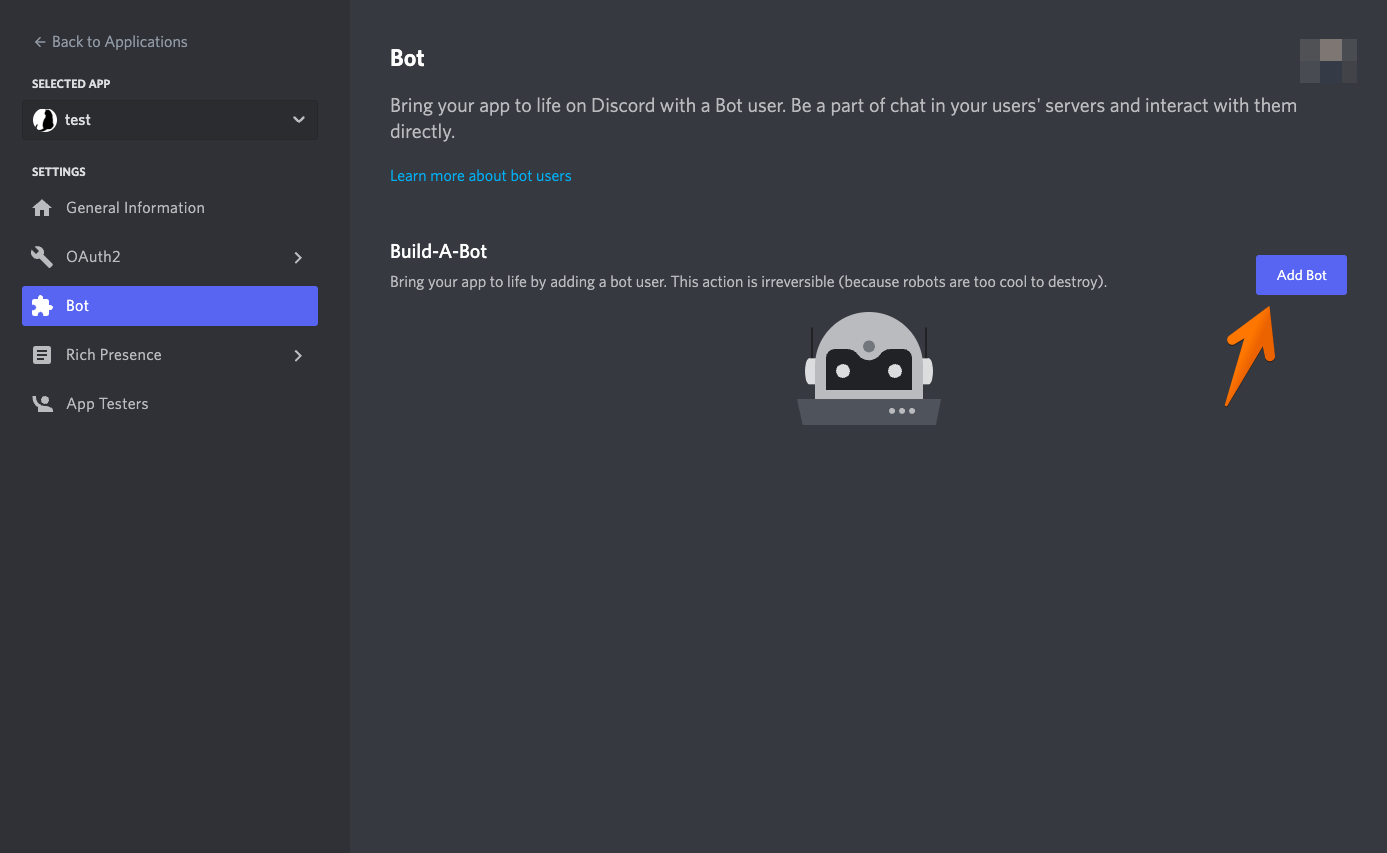 Back to Applications
SELECTED APP
test
SETTINGS
General Information
OAuth2
Bot
Rich Presence
App Testers
Bot
Bring your app to life on Discord with a Bot user. Be a part of chat in your users' servers and interact with them
directly.
Learn more about bot users
Build-A-Bot
Bring your app to life by adding a bot user. This action is irreversible (because robots are too cool to destroy).
Add Bot